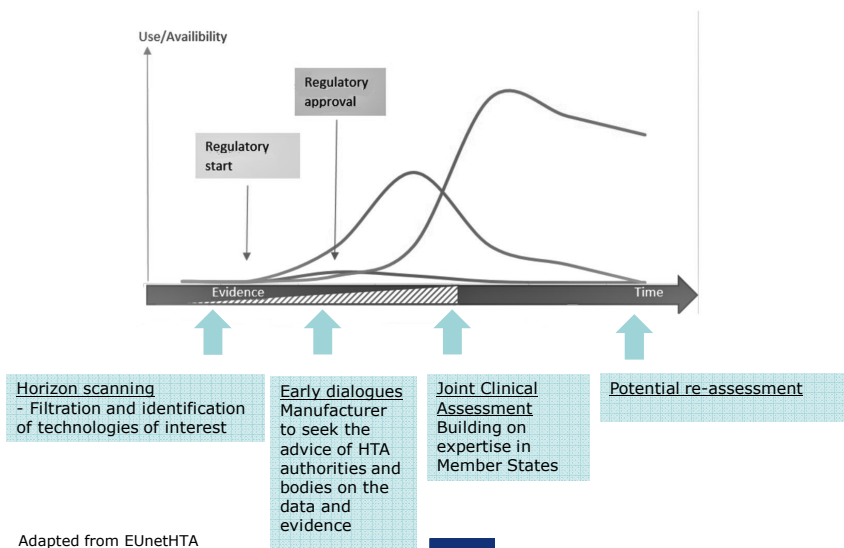 Use/Availibility
Regulatory
approval
Regulatory
start
Evidence
Time
Horizon scanning
- Filtration and identification
of technologies of interest
Early dialogues
Manufacturer
to seek the
advice of HTA
authorities and
bodies on the
data and
evidence
Joint Clinical
Assessment
Building on
expertise in
Member States
Potential re-assessment
Adapted from EUnetHTA